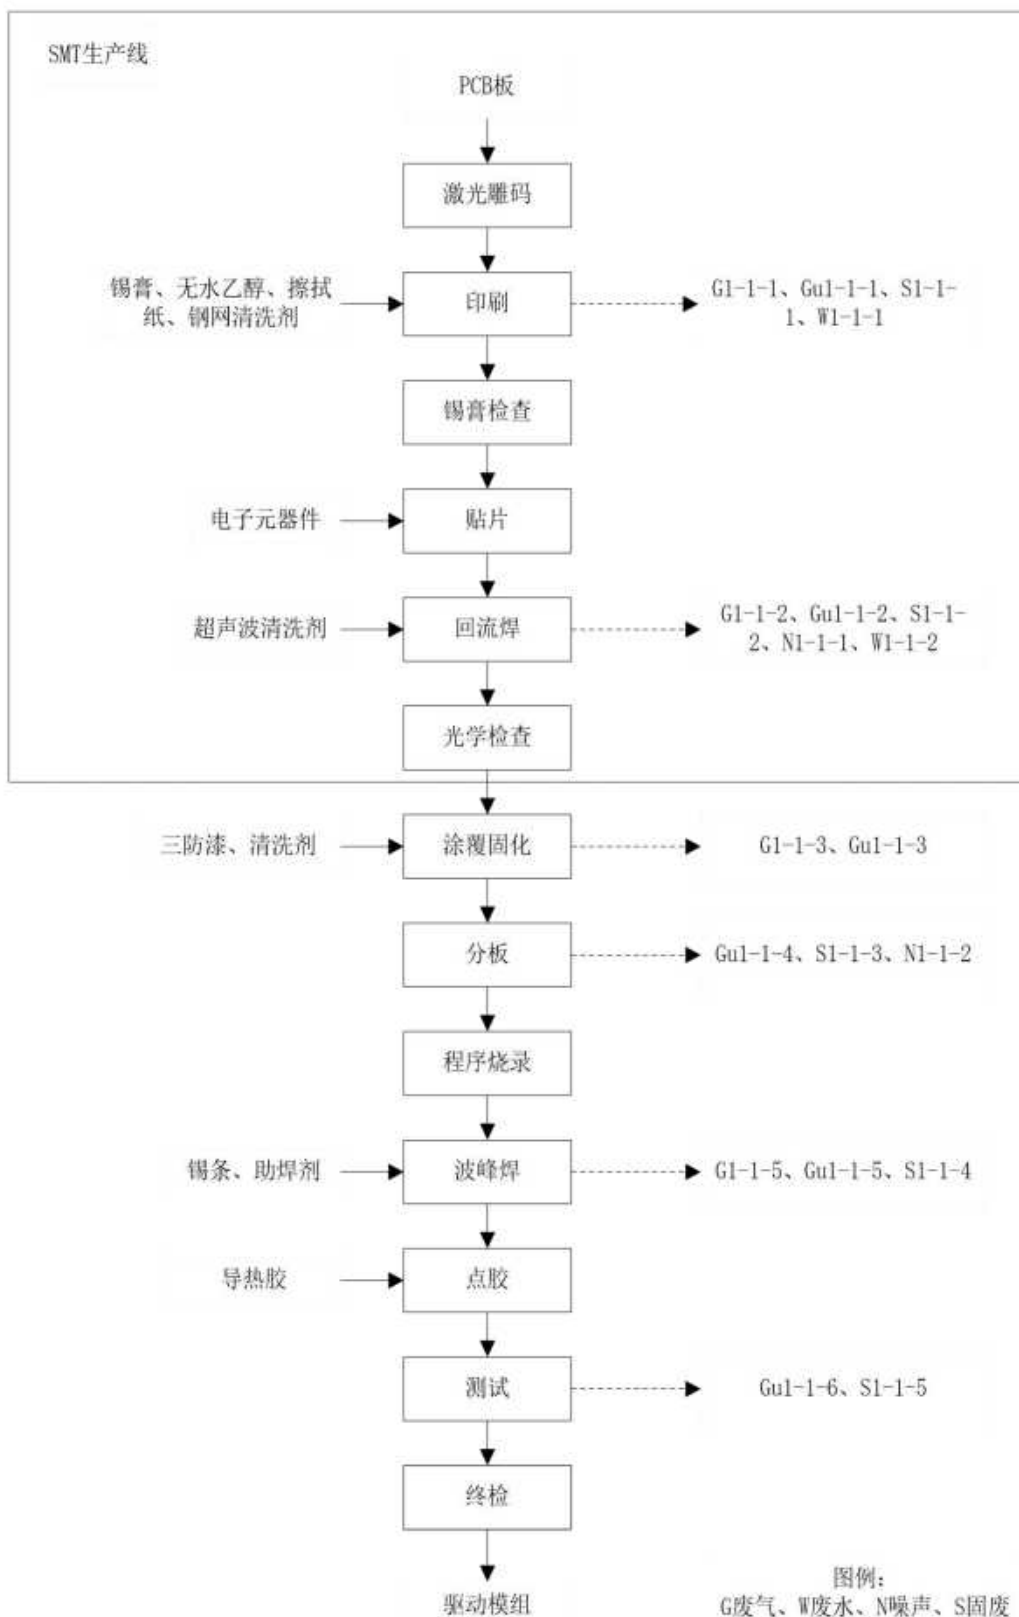 SMT生产线
PCB板
激光雕码
锡膏、无水乙醇、擦拭
纸、钢网清洗剂
印刷
G1-1-1、Gu1-1-1、S1-1-
1、W1-1-1
锡膏检查
电子元器件
贴片
超声波清洗剂
回流焊
G1-1-2、Gu1-1-2、S1-1-
2、N1-1-1、W1-1-2
光学检查
三防漆、清洗剂
涂覆固化
G1-1-3、Gu1-1-3
分板
Gu1-1-4、S1-1-3、N1-1-2
程序烧录
锡条、助焊剂
波峰焊
G1-1-5、Gu1-1-5、S1-1-4
导热胶
点胶
测试
Gu1-1-6、S1-1-5
终检
驱动模组
图例：
G废气、W废水、N噪声、S固废